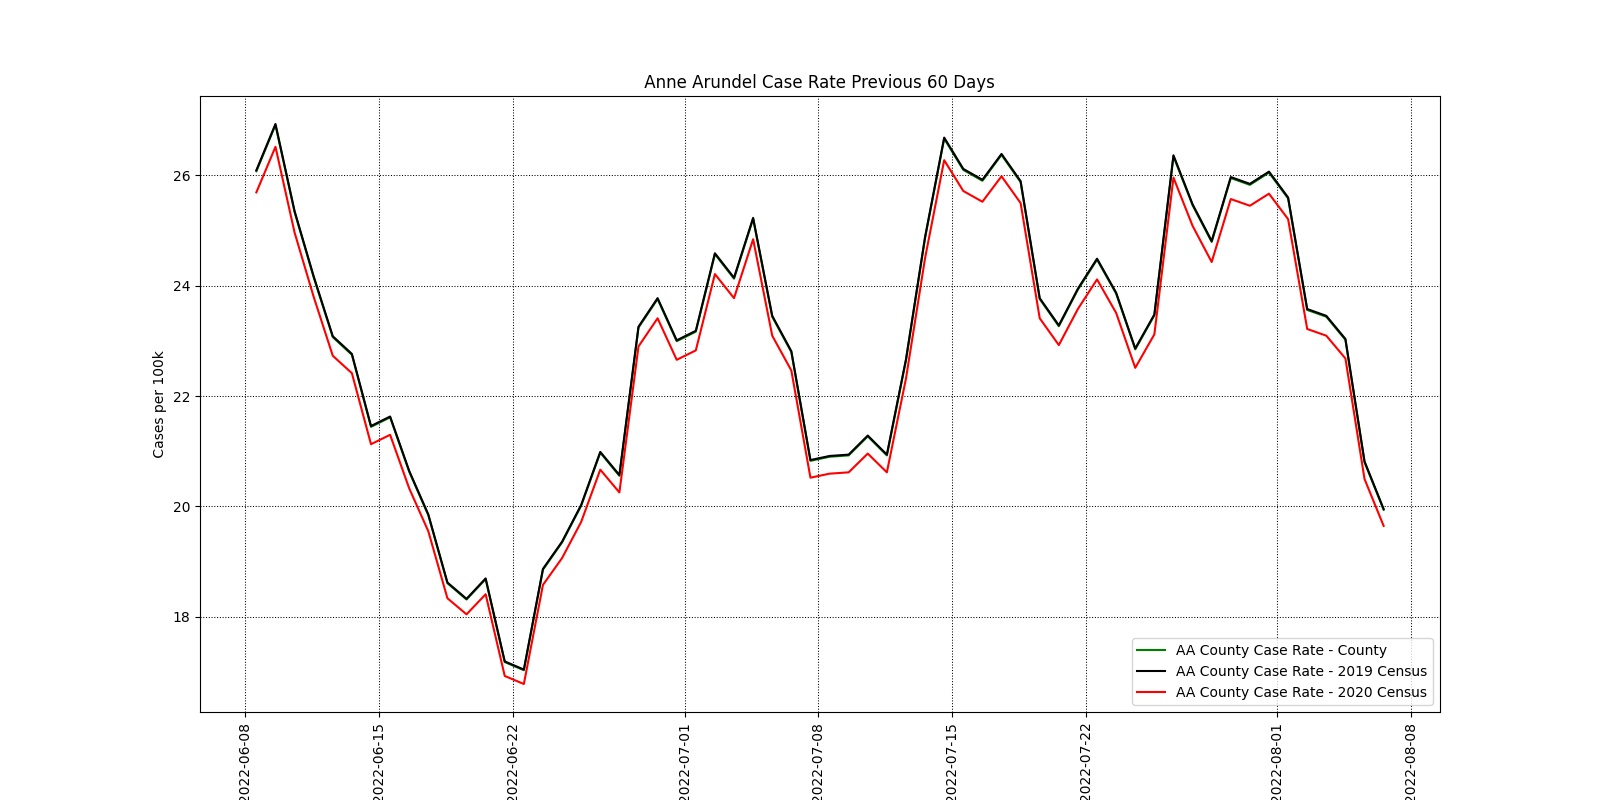 Anne Arundel Case Rate Previous 60 Days
Cases per 100k
26
24
22
20
18
AA County Case Rate - County
AA County Case Rate - 2019 Census
AA County Case Rate - 2020 Census
2022-06-08
2022-06-15
2022-06-22
2022-07-01
2022-07-08
2022-07-15
2022-07-22
2022-08-01
2022-08-08